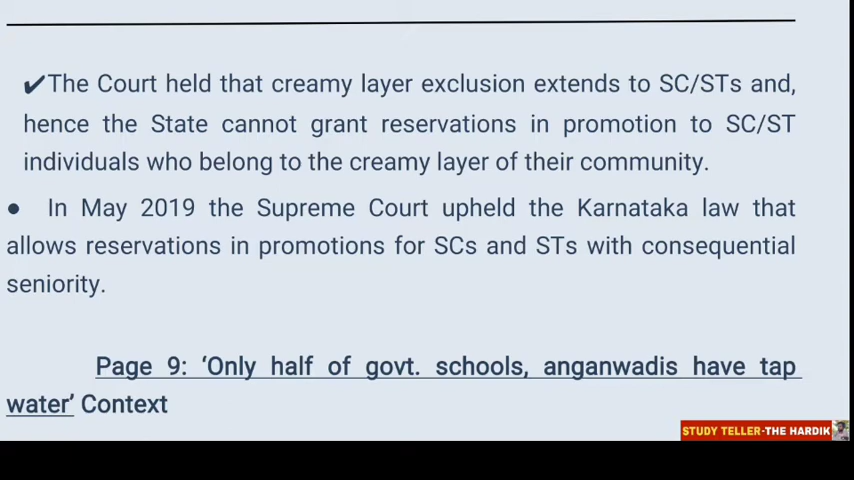 ✔The Court held that creamy layer exclusion extends to SC/STs and,
hence the State cannot grant reservations in promotion to SC/ST
individuals who belong to the creamy layer of their community.
● In May 2019 the Supreme Court upheld the Karnataka law that
allows reservations in promotions for SCs and STs with consequential
seniority.
Page 9: ‘Only half of govt. schools, anganwadis have tap
water’ Context
STUDY TELLER-THE HARDIK